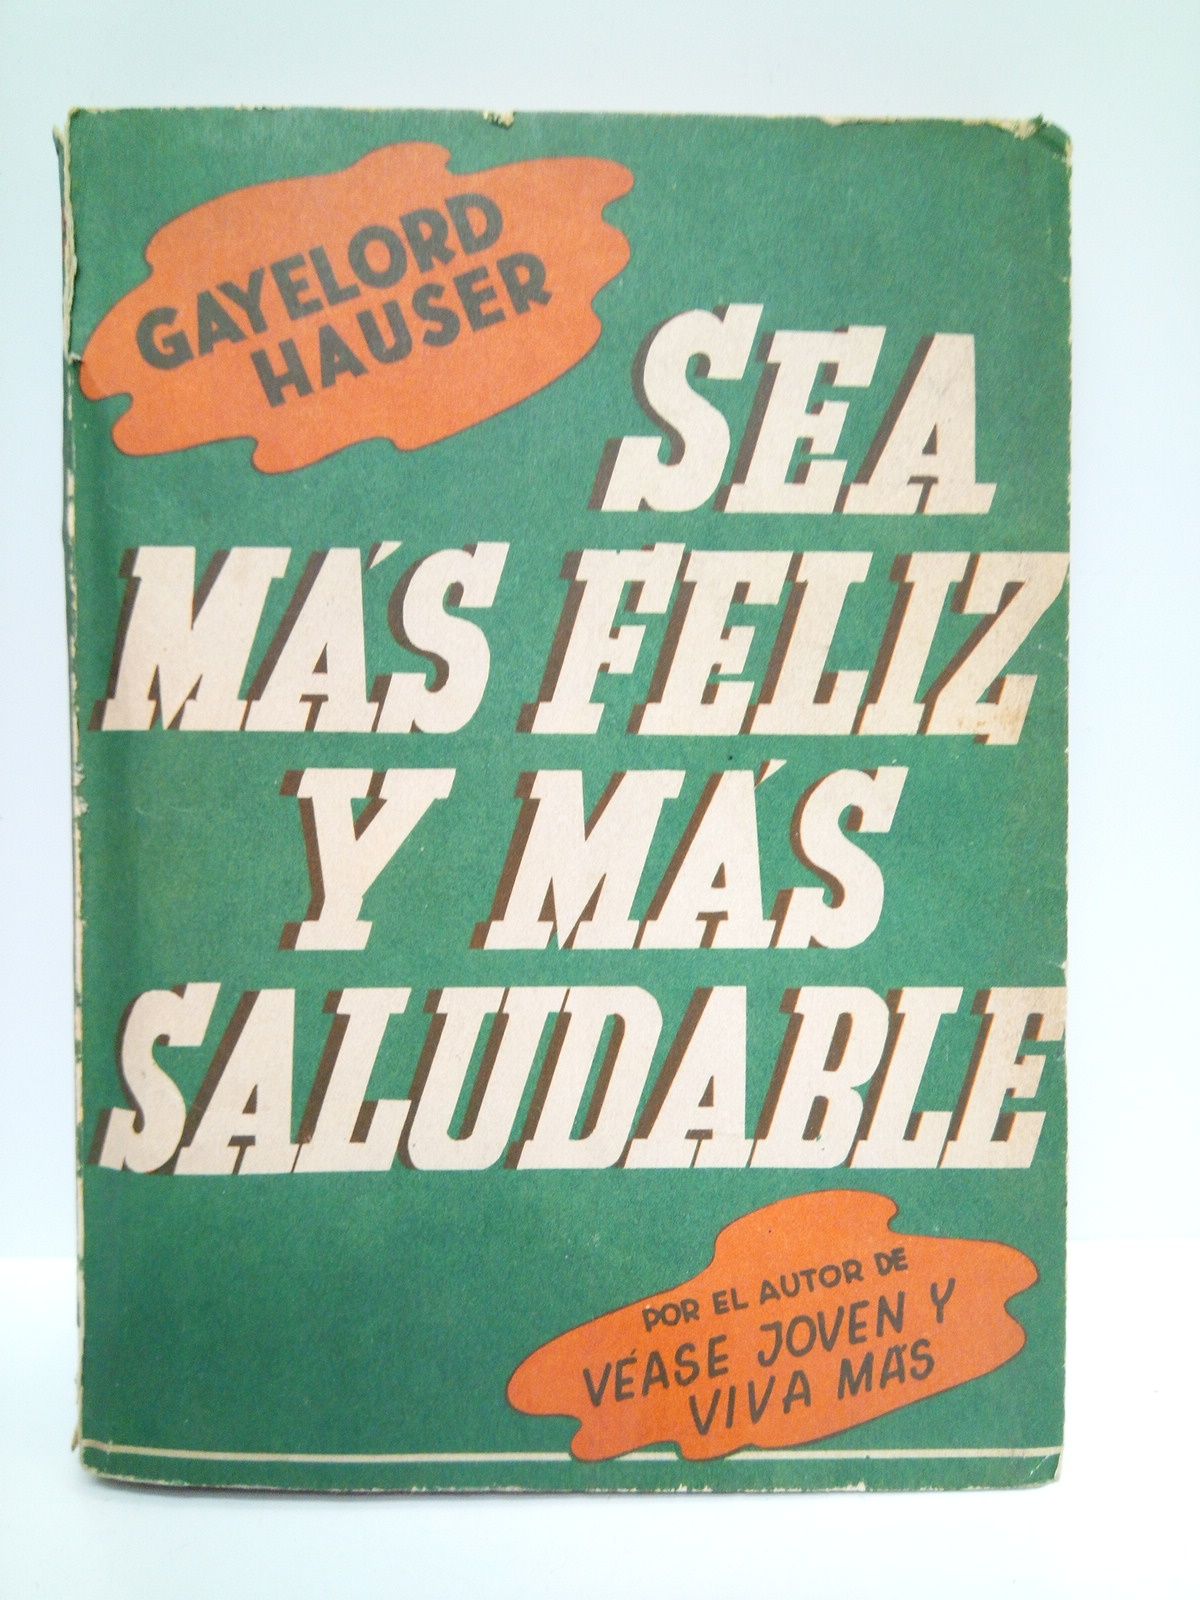 GAYELORD
HAUSER
SEA
MÁS FELIZ
Y MÁS
SALUDABLE
POR EL AUTOR DE
VÉASE JOVEN Y
VIVA MÁS